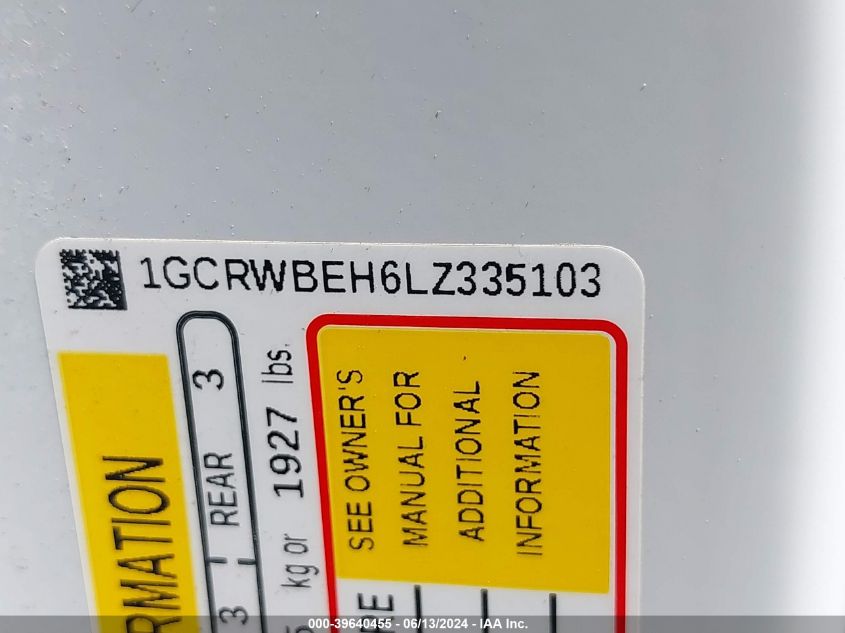 1GCRWBEH6LZ335103
RMATION
3 REAR 3
kg or 1927 lbs.
SEE OWNER'S
MANUAL FOR
ADDITIONAL
INFORMATION
000-39640455 - 06/13/2024 - IAA Inc.